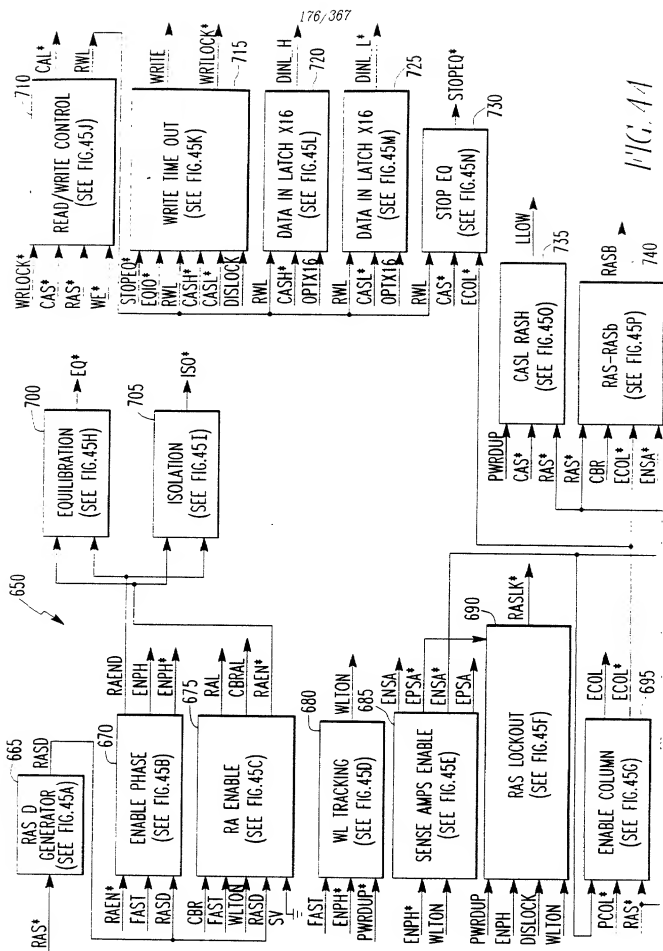 176/367
650
665
RAS*
RAS D
GENERATOR
(SEE FIG.45A)
RASD
670
RAEN*
FAST
RASD
ENABLE PHASE
(SEE FIG.45B)
RAEND
ENPH
ENPH*
675
CBR
FAST
WLTON
RASD
SV
RA ENABLE
(SEE FIG.45C)
RAL
CBRAL
RAEN*
680
FAST
ENPH*
PWRDUP*
WL TRACKING
(SEE FIG.45D)
WLTON
685
ENPH*
WLTON
SENSE AMPS ENABLE
(SEE FIG.45E)
ENSA
EPSA*
ENSA*
EPSA
690
PWRDUP
ENPH
DISLOCK
WLTON
RAS LOCKOUT
(SEE FIG.45F)
RASLK*
695
PCOL*
RAS*
ENABLE COLUMN
(SEE FIG.45G)
ECOL
ECOL*
700
EQUILIBRATION
(SEE FIG.45H)
EQ*
705
ISOLATION
(SEE FIG.45I)
ISO*
710
WRLOCK*
CAS*
RAS*
WE*
READ/WRITE CONTROL
(SEE FIG.45J)
CAL*
RWL
715
STOPEQ*
EQIO*
RWL
CASH*
CASL*
DISLOCK
WRITE TIME OUT
(SEE FIG.45K)
WRITE
WRTLOCK*
720
RWL
CASH*
OPTX16
DATA IN LATCH X16
(SEE FIG.45L)
DINL H
725
RWL
CASL*
OPTX16
DATA IN LATCH X16
(SEE FIG.45M)
DINL L*
730
RWL
CAS*
ECOL*
STOP EQ
(SEE FIG.45N)
STOPEQ*
735
PWRDUP
CAS*
RAS*
CASL RASH
(SEE FIG.45O)
LLOW
740
RAS*
CBR
ECOL*
ENSA*
RAS-RASb
(SEE FIG.45P)
RASB
FIG. 44